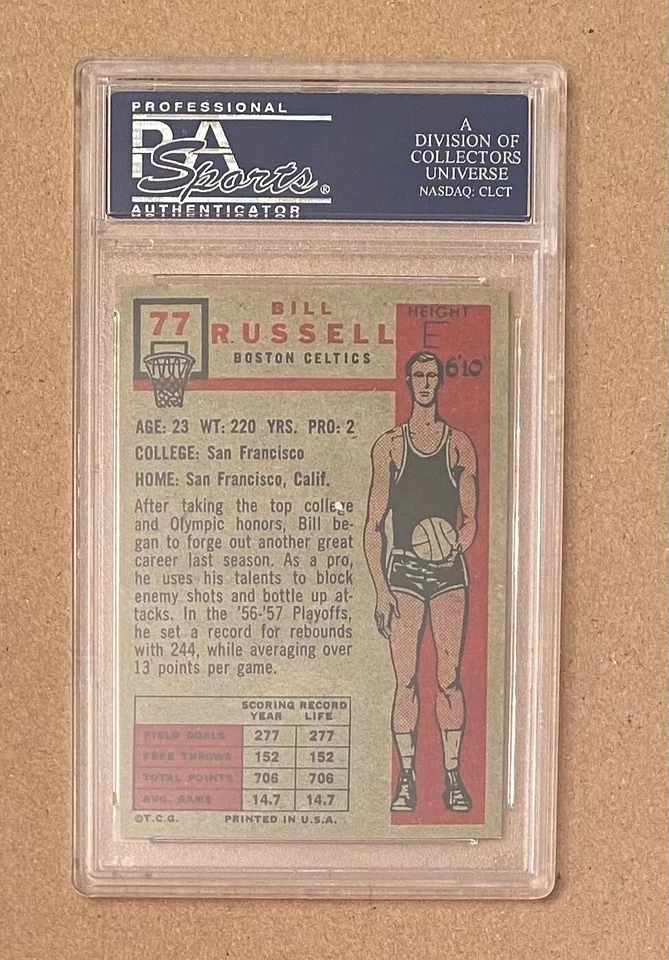 PROFESSIONAL
PSA
Sports®
AUTHENTICATOR
A
DIVISION OF
COLLECTORS
UNIVERSE
NASDAQ: CLCT
77
BILL
RUSSELL
BOSTON CELTICS
HEIGHT
E
6'10
AGE: 23 WT: 220 YRS. PRO: 2
COLLEGE: San Francisco
HOME: San Francisco, Calif.
After taking the top college
and Olympic honors, Bill be-
gan to forge out another great
career last season. As a pro,
he uses his talents to block
enemy shots and bottle up at-
tacks. In the '56-'57 Playoffs,
he set a record for rebounds
with 244, while averaging over
13 points per game.
SCORING RECORD
YEAR LIFE
FIELD GOALS 277 277
FREE THROWS 152 152
TOTAL POINTS 706 706
AVG. GAME 14.7 14.7
©T.C.G. PRINTED IN U.S.A.